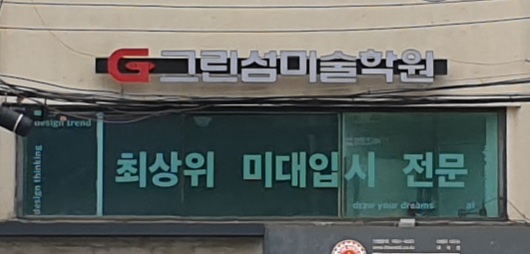 G그린섬미술학원
design trend
design thinking
최상위 미대입시 전문
draw your dreams